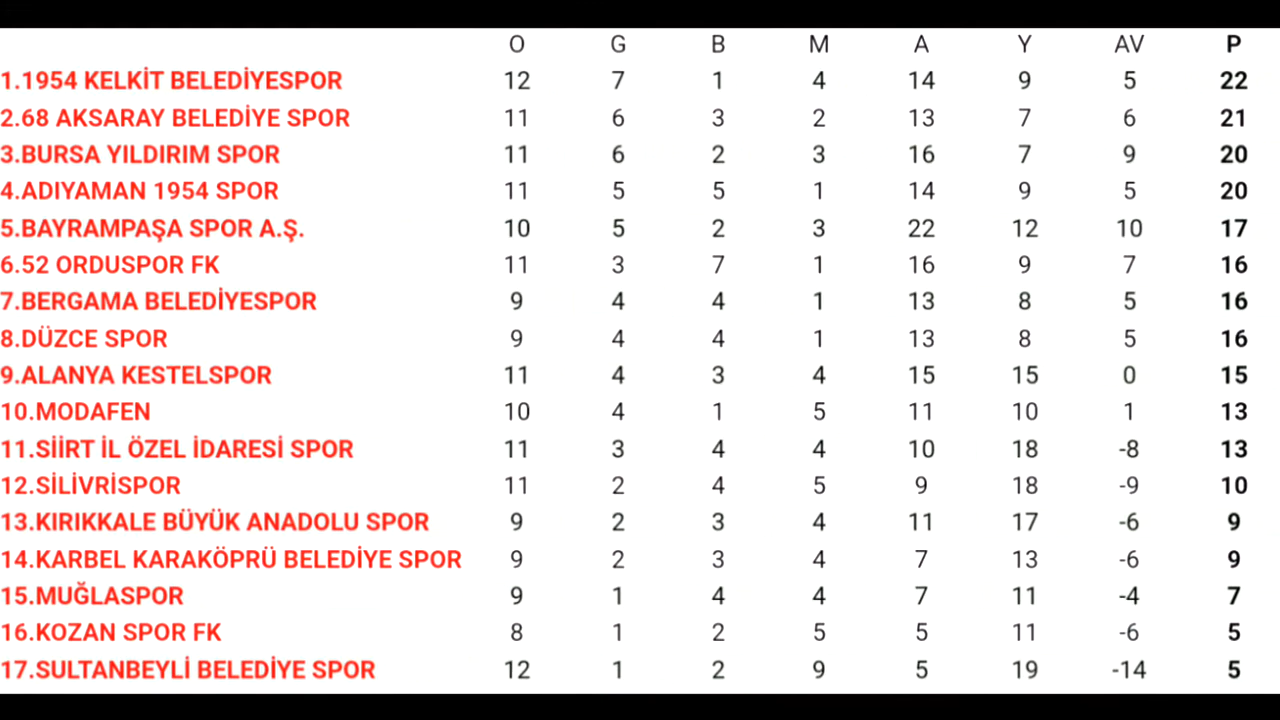 O G B M A Y AV P
1.1954 KELKİT BELEDİYESPOR 12 7 1 4 14 9 5 22
2.68 AKSARAY BELEDİYE SPOR 11 6 3 2 13 7 6 21
3.BURSA YILDIRIM SPOR 11 6 2 3 16 7 9 20
4.ADIYAMAN 1954 SPOR 11 5 5 1 14 9 5 20
5.BAYRAMPAŞA SPOR A.Ş. 10 5 2 3 22 12 10 17
6.52 ORDUSPOR FK 11 3 7 1 16 9 7 16
7.BERGAMA BELEDİYESPOR 9 4 4 1 13 8 5 16
8.DÜZCE SPOR 9 4 4 1 13 8 5 16
9.ALANYA KESTELSPOR 11 4 3 4 15 15 0 15
10.MODAFEN 10 4 1 5 11 10 1 13
11.SİİRT İL ÖZEL İDARESİ SPOR 11 3 4 4 10 18 -8 13
12.SİLİVRİSPOR 11 2 4 5 9 18 -9 10
13.KIRIKKALE BÜYÜK ANADOLU SPOR 9 2 3 4 11 17 -6 9
14.KARBEL KARAKÖPRÜ BELEDİYE SPOR 9 2 3 4 7 13 -6 9
15.MUĞLASPOR 9 1 4 4 7 11 -4 7
16.KOZAN SPOR FK 8 1 2 5 5 11 -6 5
17.SULTANBEYLİ BELEDİYE SPOR 12 1 2 9 5 19 -14 5